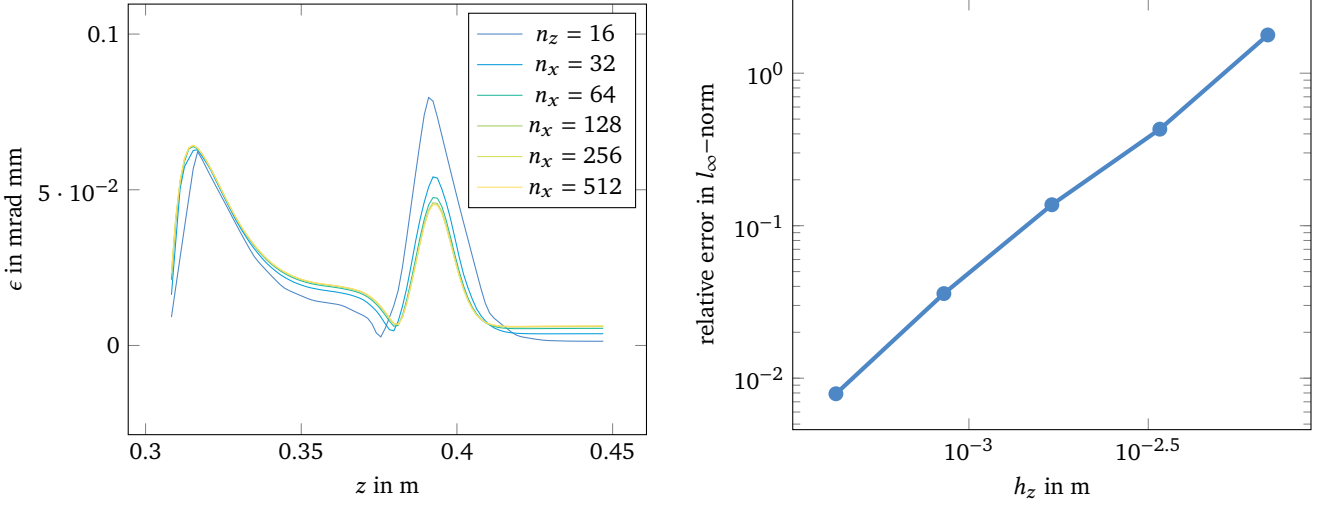 0.1
5 · 10⁻²
0
0.3
0.35
0.4
0.45
z in m
ϵ in mrad mm
n_z = 16
n_x = 32
n_x = 64
n_x = 128
n_x = 256
n_x = 512
10⁰
10⁻¹
10⁻²
10⁻³
10⁻²·⁵
h_z in m
relative error in l_∞−norm